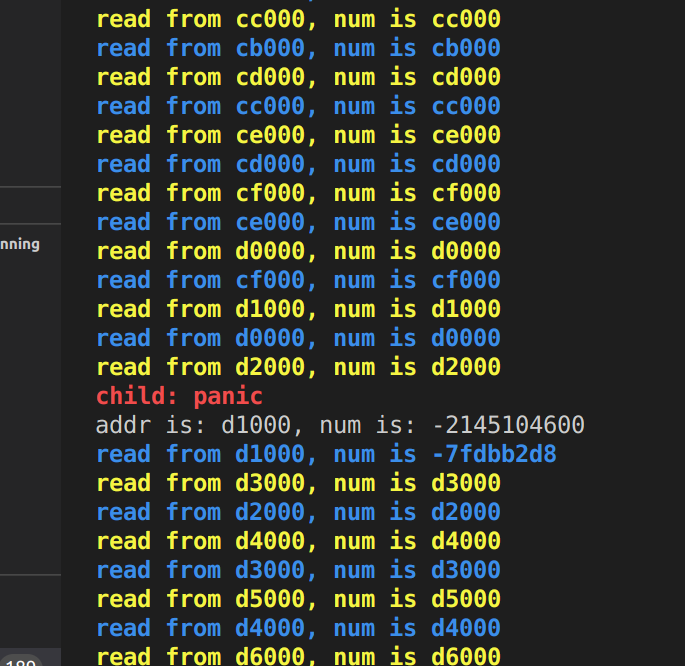 read from cc000, num is cc000
read from cb000, num is cb000
read from cd000, num is cd000
read from cc000, num is cc000
read from ce000, num is ce000
read from cd000, num is cd000
nning
read from cf000, num is cf000
read from ce000, num is ce000
read from d0000, num is d0000
read from cf000, num is cf000
read from d1000, num is d1000
read from d0000, num is d0000
read from d2000, num is d2000
child: panic
addr is: d1000, num is: -2145104600
read from d1000, num is -7fdbb2d8
read from d3000, num is d3000
read from d2000, num is d2000
read from d4000, num is d4000
read from d3000, num is d3000
read from d5000, num is d5000
read from d4000, num is d4000
read from d6000, num is d6000